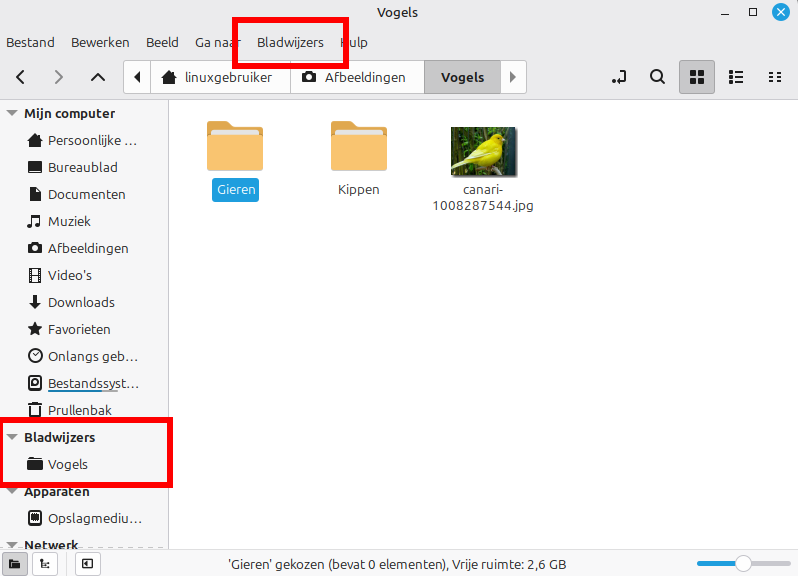 Vogels
Bestand Bewerken Beeld Ga naar Bladwijzers Hulp
linuxgebruiker Afbeeldingen Vogels
Mijn computer
Persoonlijke ...
Bureaublad
Documenten
Muziek
Afbeeldingen
Video's
Downloads
Favorieten
Onlangs geb...
Bestandssyst...
Prullenbak
Bladwijzers
Vogels
Apparaten
Opslagmediu...
Netwerk
Gieren
Kippen
canari-
1008287544.jpg
'Gieren' gekozen (bevat 0 elementen), Vrije ruimte: 2,6 GB